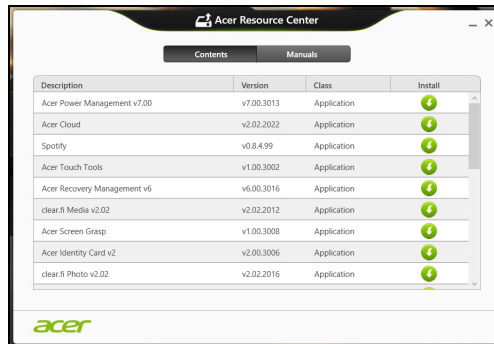 Acer Resource Center
Contents Manuals
Description Version Class Install
Acer Power Management v7.00 v7.00.3013 Application
Acer Cloud v2.02.2022 Application
Spotify v0.8.4.99 Application
Acer Touch Tools v1.00.3002 Application
Acer Recovery Management v6 v6.00.3016 Application
clear.fi Media v2.02 v2.02.2012 Application
Acer Screen Grasp v1.00.3008 Application
Acer Identity Card v2 v2.00.3006 Application
clear.fi Photo v2.02 v2.02.2016 Application
acer